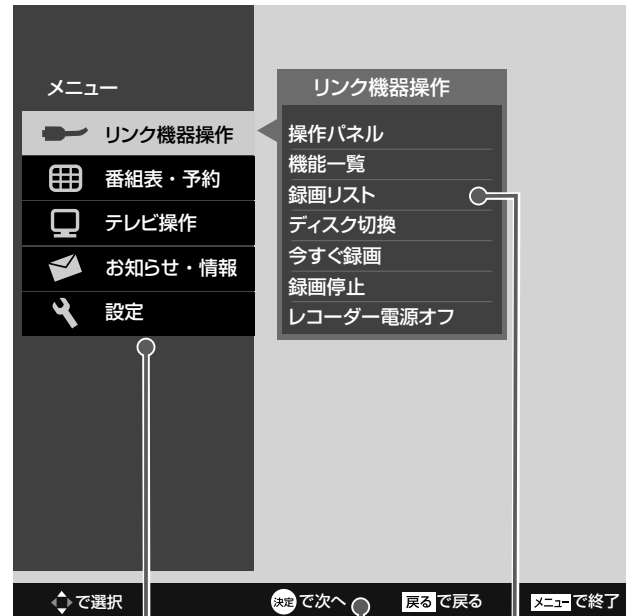 メニュー
リンク機器操作
番組表・予約
テレビ操作
お知らせ・情報
設定
リンク機器操作
操作パネル
機能一覧
録画リスト
ディスク切換
今すぐ録画
録画停止
レコーダー電源オフ
で選択 決定 で次へ 戻る で戻る メニュー で終了